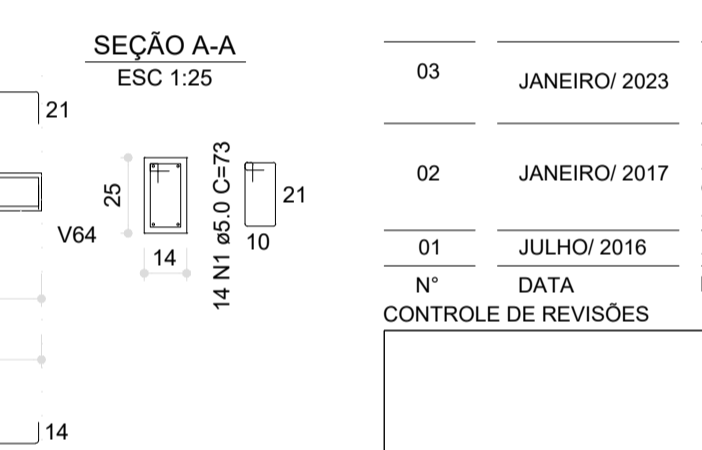 SEÇÃO A-A
ESC 1:25
21
25
14
V64
14 N1 ø5.0 C=73
21
10
14
03 JANEIRO/ 2023
02 JANEIRO/ 2017
01 JULHO/ 2016
N° DATA
CONTROLE DE REVISÕES